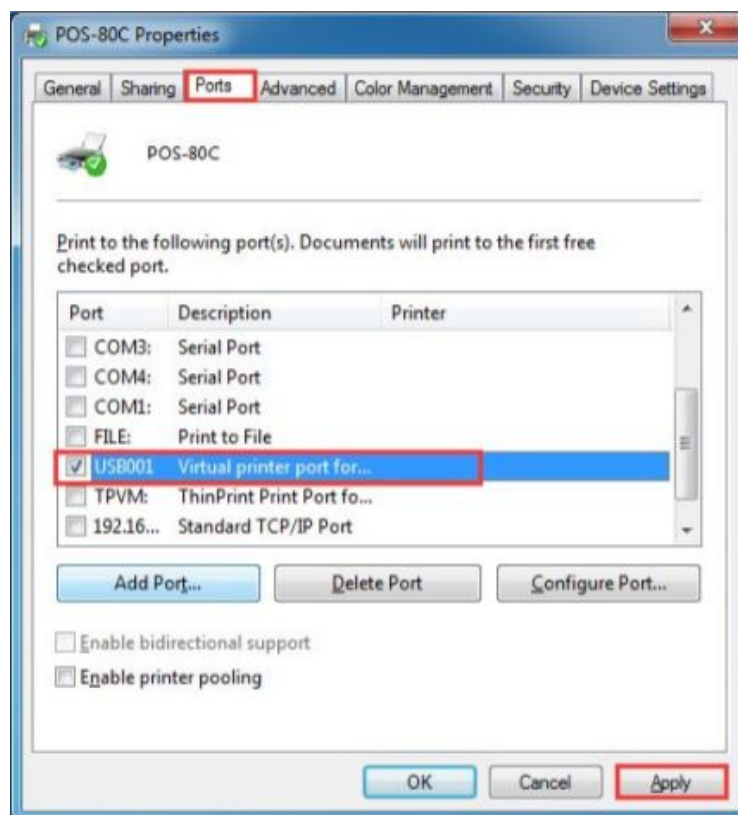 POS-80C Properties
General Sharing Ports Advanced Color Management Security Device Settings
POS-80C
Print to the following port(s). Documents will print to the first free
checked port.
Port Description Printer
COM3: Serial Port
COM4: Serial Port
COM1: Serial Port
FILE: Print to File
USB001 Virtual printer port for...
TPVM: ThinPrint Print Port fo...
192.16... Standard TCP/IP Port
Add Port... Delete Port Configure Port...
Enable bidirectional support
Enable printer pooling
OK Cancel Apply